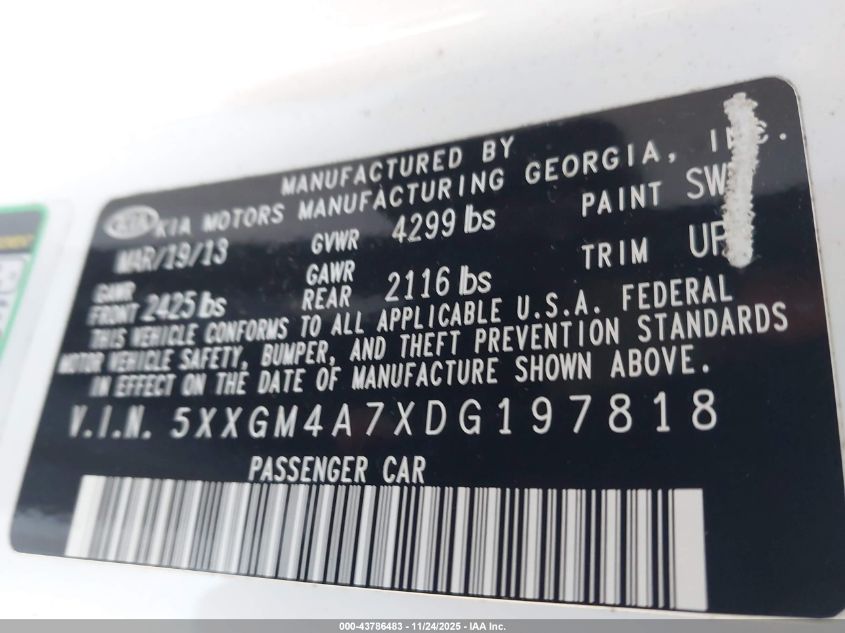 MANUFACTURED BY
KIA KIA MOTORS MANUFACTURING GEORGIA, INC.
MAR/19/13 GVWR 4299 lbs PAINT
GAWR FRONT 2425 lbs GAWR REAR 2116 lbs TRIM
THIS VEHICLE CONFORMS TO ALL APPLICABLE U.S.A. FEDERAL
MOTOR VEHICLE SAFETY, BUMPER, AND THEFT PREVENTION STANDARDS
IN EFFECT ON THE DATE OF MANUFACTURE SHOWN ABOVE.
V.I.N. 5XXGM4A7XDG197818
PASSENGER CAR
000-43786483 - 11/24/2025 - IAA Inc.